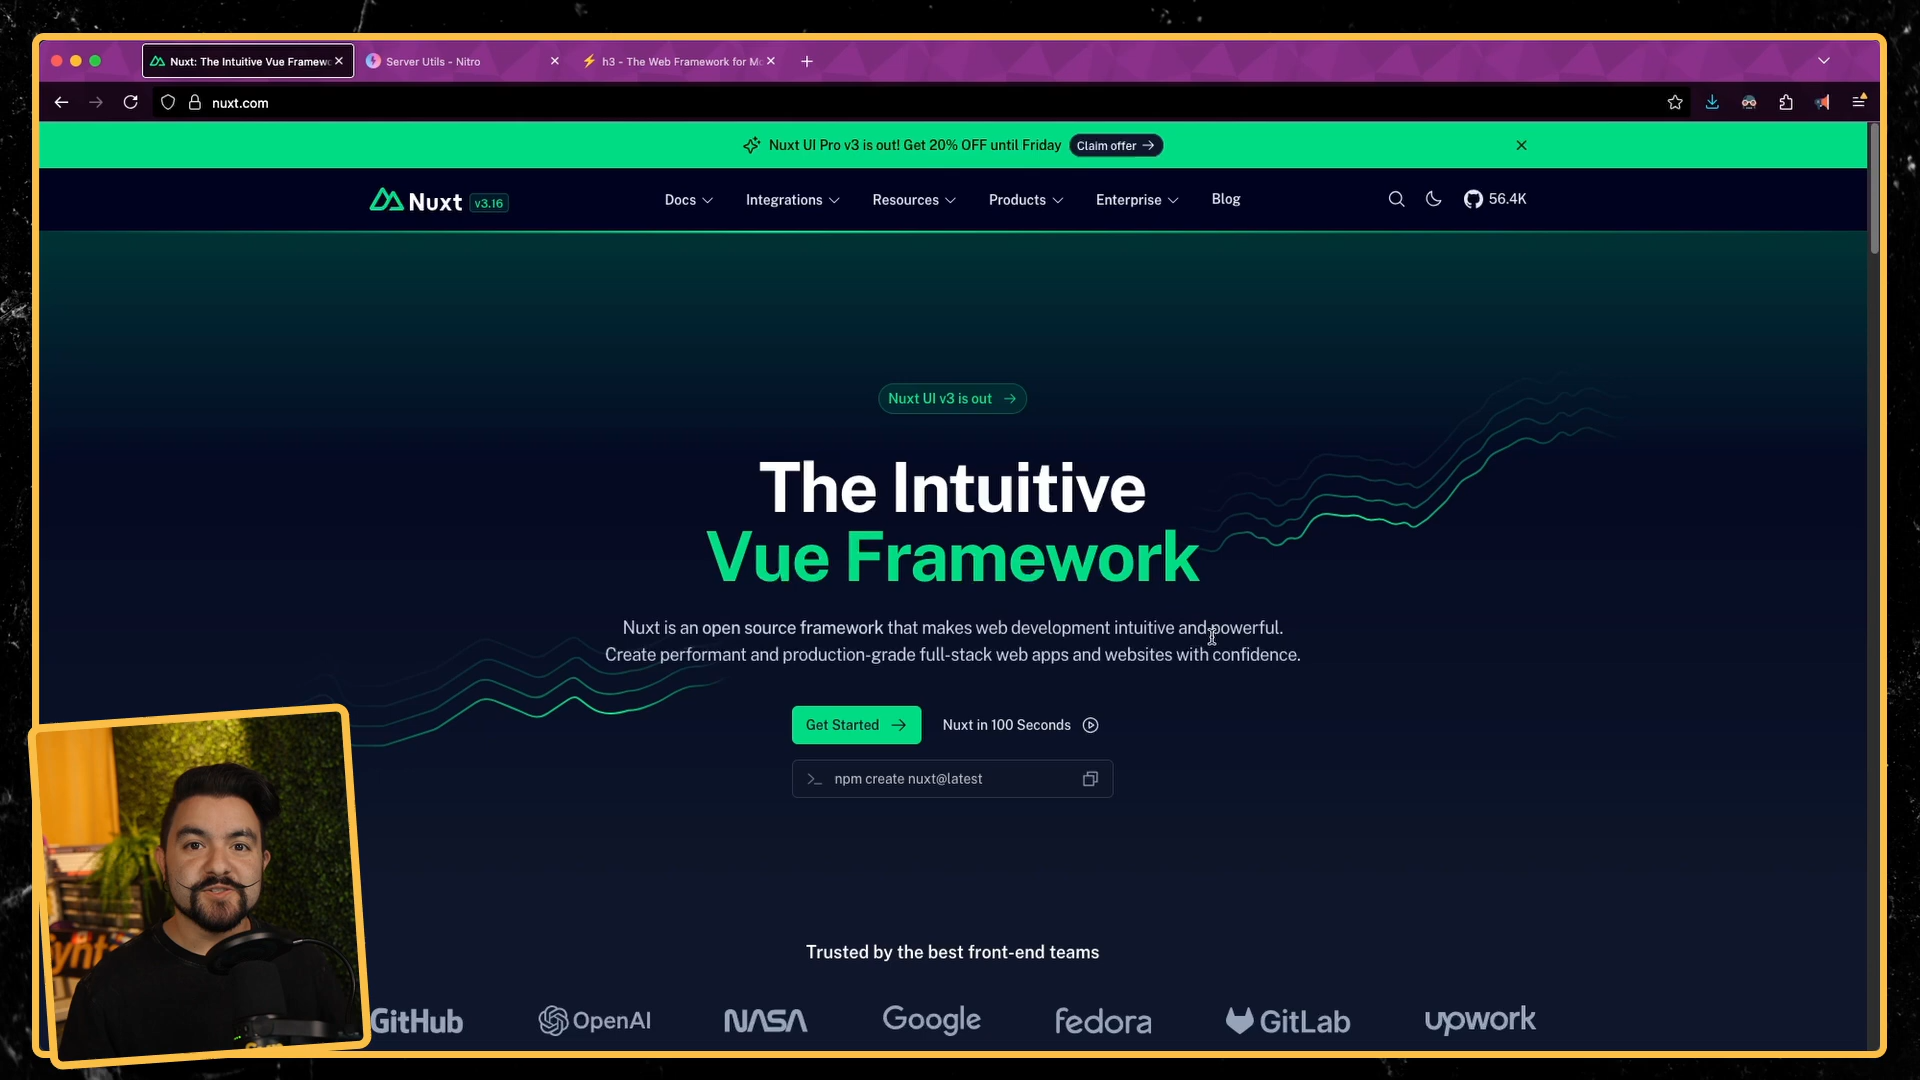 Nuxt: The Intuitive Vue Framew
Server Utils - Nitro
h3 - The Web Framework for Mo
nuxt.com
Nuxt UI Pro v3 is out! Get 20% OFF until Friday
Claim offer
Nuxt v3.16
Docs
Integrations
Resources
Products
Enterprise
Blog
56.4K
Nuxt UI v3 is out
The Intuitive
Vue Framework
Nuxt is an open source framework that makes web development intuitive and powerful.
Create performant and production-grade full-stack web apps and websites with confidence.
Get Started
Nuxt in 100 Seconds
>_ npm create nuxt@latest
Trusted by the best front-end teams
GitHub
OpenAI
NASA
Google
fedora
GitLab
upwork